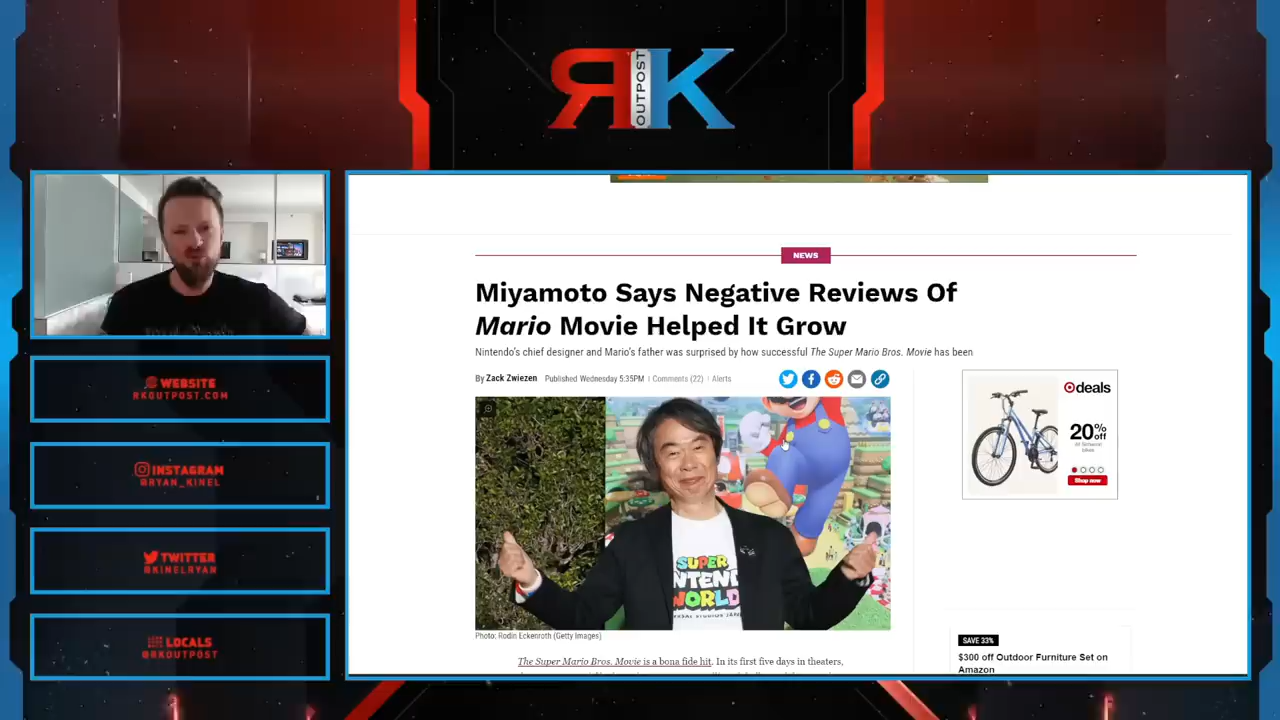 RK
OUTPOST
WEBSITE
RKOUTPOST.COM
INSTAGRAM
@RYAN_KINEL
TWITTER
@KINELRYAN
LOCALS
@RKOUTPOST
NEWS
Miyamoto Says Negative Reviews Of
Mario Movie Helped It Grow
Nintendo's chief designer and Mario's father was surprised by how successful The Super Mario Bros. Movie has been
By Zack Zwiezen Published Wednesday 5:35PM | Comments (22) | Alerts
deals
20%
off
Shop now
SUPER
NINTEN
WORLD
Photo: Rodin Eckenroth (Getty Images)
The Super Mario Bros. Movie is a bona fide hit. In its first five days in theaters,
SAVE 33%
$300 off Outdoor Furniture Set on
Amazon